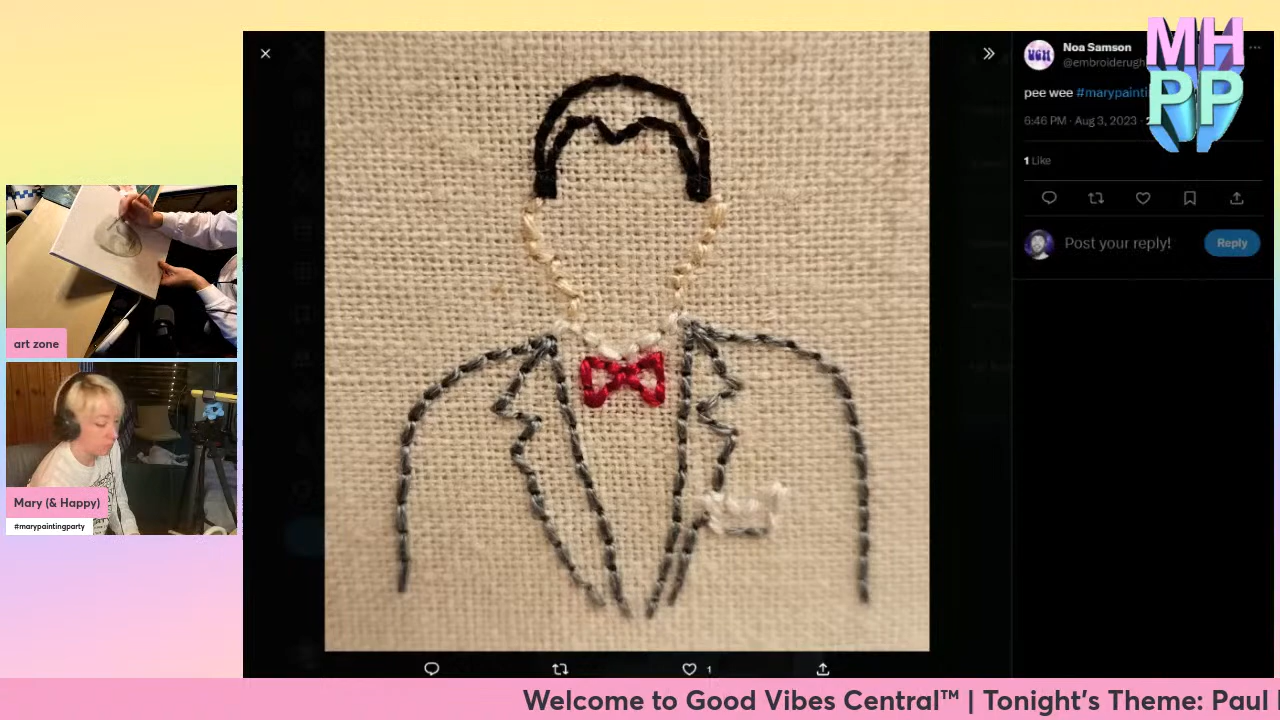 MH
PP
Noa Samson
@embroiderugh
pee wee #marypainti
6:46 PM · Aug 3, 2023 ·
1 Like
Post your reply!
Reply
art zone
Mary (& Happy)
#marypaintingparty
1
Welcome to Good Vibes Central™ | Tonight's Theme: Paul